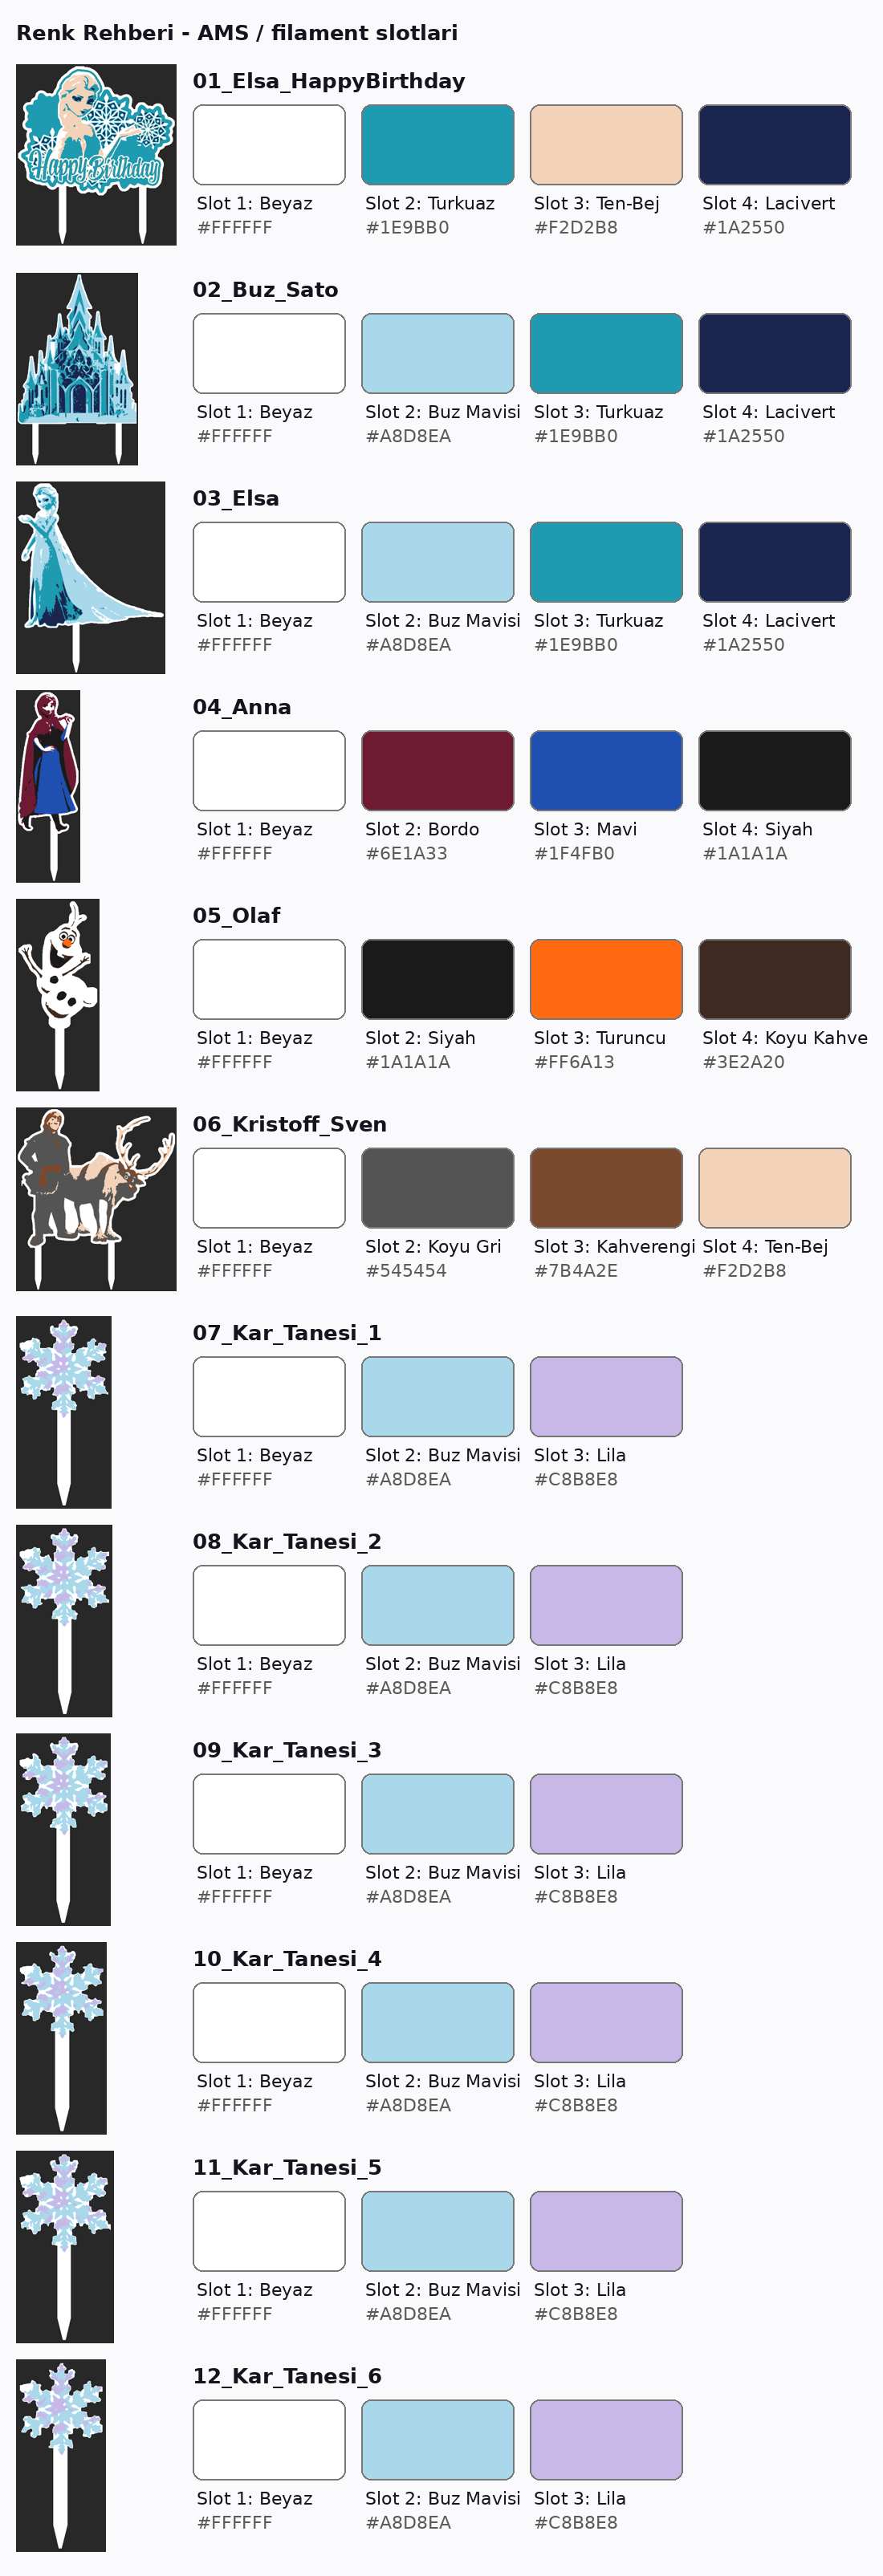 Renk Rehberi - AMS / filament slotlari
01_Elsa_HappyBirthday
Happy Birthday
Slot 1: Beyaz Slot 2: Turkuaz Slot 3: Ten-Bej Slot 4: Lacivert
#FFFFFF #1E9BB0 #F2D2B8 #1A2550
02_Buz_Sato
Slot 1: Beyaz Slot 2: Buz Mavisi Slot 3: Turkuaz Slot 4: Lacivert
#FFFFFF #A8D8EA #1E9BB0 #1A2550
03_Elsa
Slot 1: Beyaz Slot 2: Buz Mavisi Slot 3: Turkuaz Slot 4: Lacivert
#FFFFFF #A8D8EA #1E9BB0 #1A2550
04_Anna
Slot 1: Beyaz Slot 2: Bordo Slot 3: Mavi Slot 4: Siyah
#FFFFFF #6E1A33 #1F4FB0 #1A1A1A
05_Olaf
Slot 1: Beyaz Slot 2: Siyah Slot 3: Turuncu Slot 4: Koyu Kahve
#FFFFFF #1A1A1A #FF6A13 #3E2A20
06_Kristoff_Sven
Slot 1: Beyaz Slot 2: Koyu Gri Slot 3: Kahverengi Slot 4: Ten-Bej
#FFFFFF #545454 #7B4A2E #F2D2B8
07_Kar_Tanesi_1
Slot 1: Beyaz Slot 2: Buz Mavisi Slot 3: Lila
#FFFFFF #A8D8EA #C8B8E8
08_Kar_Tanesi_2
Slot 1: Beyaz Slot 2: Buz Mavisi Slot 3: Lila
#FFFFFF #A8D8EA #C8B8E8
09_Kar_Tanesi_3
Slot 1: Beyaz Slot 2: Buz Mavisi Slot 3: Lila
#FFFFFF #A8D8EA #C8B8E8
10_Kar_Tanesi_4
Slot 1: Beyaz Slot 2: Buz Mavisi Slot 3: Lila
#FFFFFF #A8D8EA #C8B8E8
11_Kar_Tanesi_5
Slot 1: Beyaz Slot 2: Buz Mavisi Slot 3: Lila
#FFFFFF #A8D8EA #C8B8E8
12_Kar_Tanesi_6
Slot 1: Beyaz Slot 2: Buz Mavisi Slot 3: Lila
#FFFFFF #A8D8EA #C8B8E8